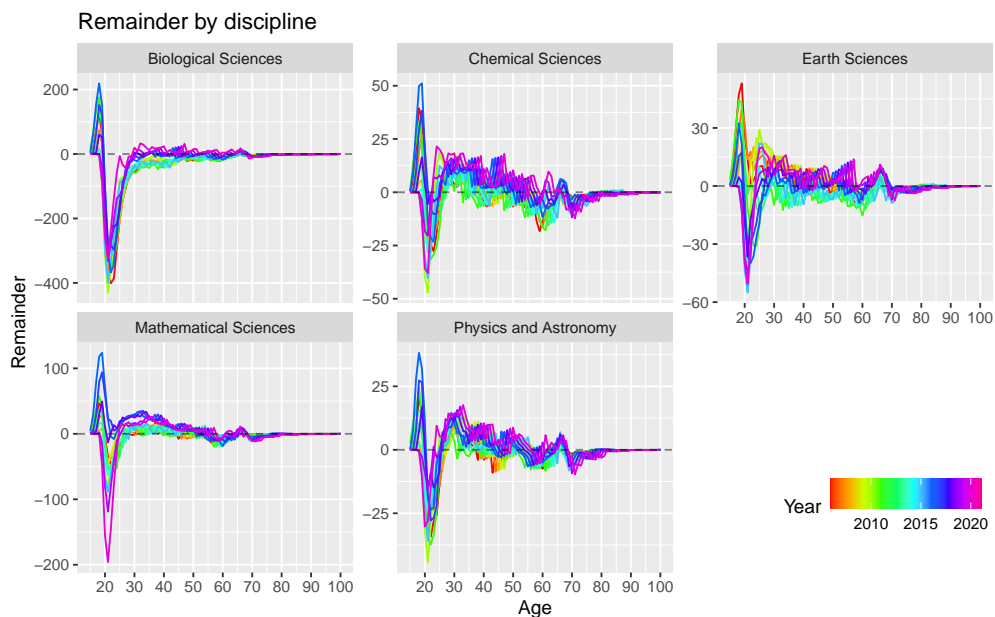 Remainder by discipline
Biological Sciences
Chemical Sciences
Earth Sciences
200
0
−200
−400
50
25
0
−25
−50
30
0
−30
−60
20 30 40 50 60 70 80 90 100
Mathematical Sciences
Physics and Astronomy
100
0
−100
−200
25
0
−25
20 30 40 50 60 70 80 90 100
20 30 40 50 60 70 80 90 100
Remainder
Age
Year
2010 2015 2020